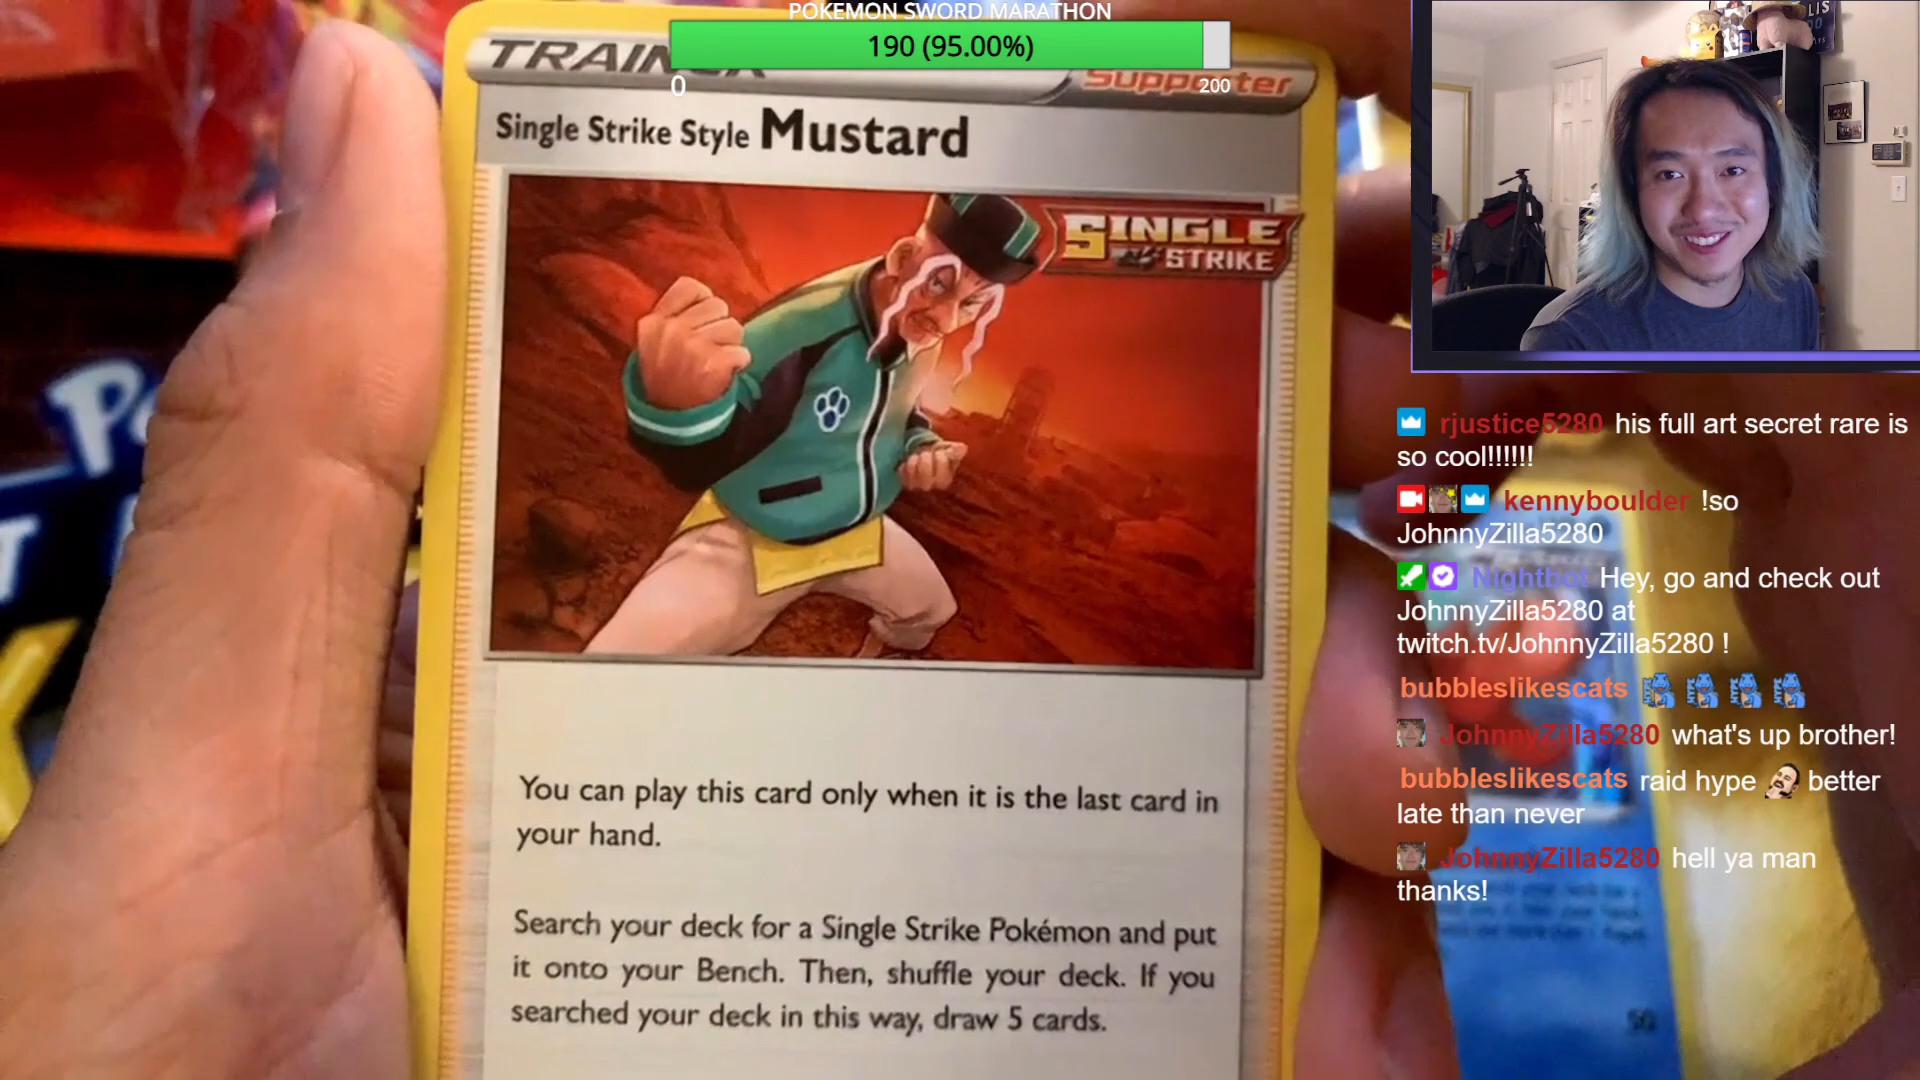 POKEMON SWORD MARATHON
190 (95.00%)
0
200
TRAINER
Supporter
Single Strike Style Mustard
SINGLE
STRIKE
You can play this card only when it is the last card in
your hand.
Search your deck for a Single Strike Pokémon and put
it onto your Bench. Then, shuffle your deck. If you
searched your deck in this way, draw 5 cards.
rjustice5280 his full art secret rare is
so cool!!!!!!
kennyboulder !so
JohnnyZilla5280
Nightbot Hey, go and check out
JohnnyZilla5280 at
twitch.tv/JohnnyZilla5280 !
bubbleslikescats
JohnnyZilla5280 what's up brother!
bubbleslikescats raid hype better
late than never
JohnnyZilla5280 hell ya man
thanks!
50